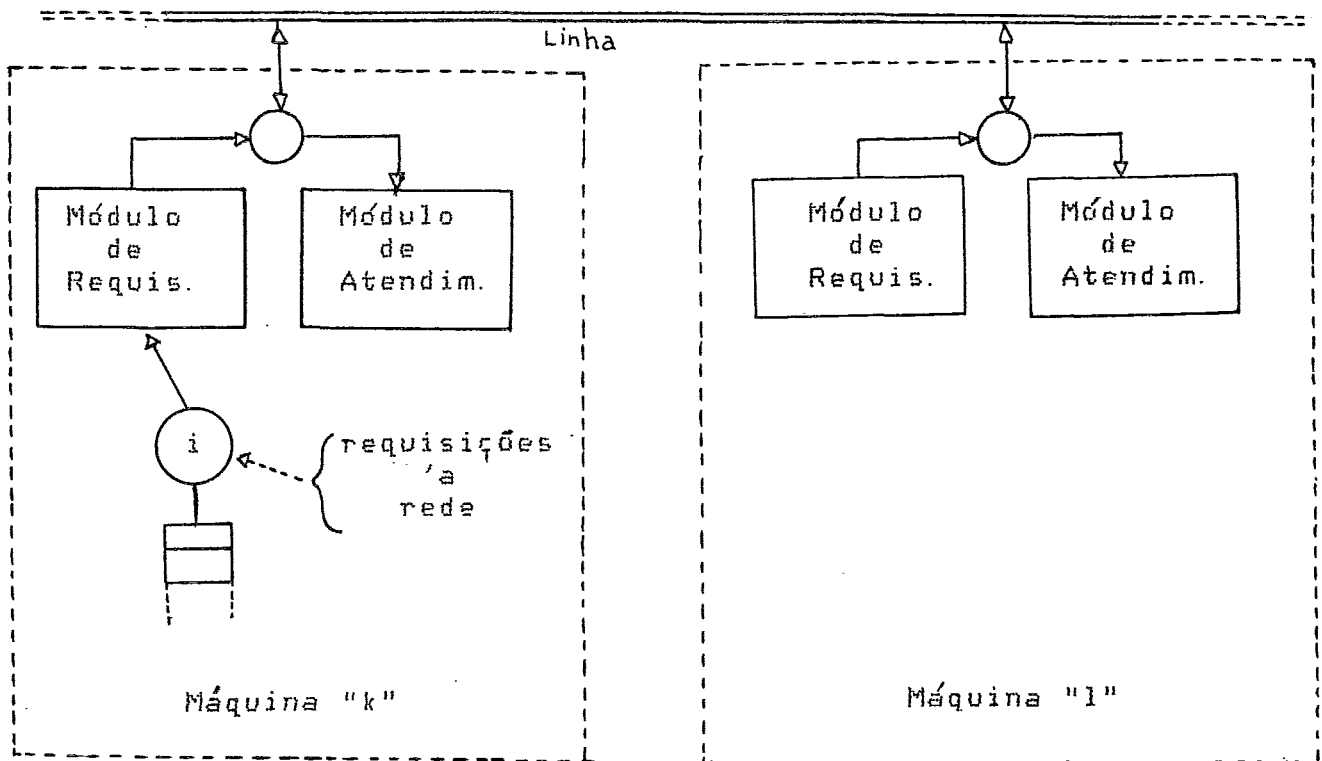 Linha
Módulo
de
Requis.
Módulo
de
Atendim.
i
requisições
'a
rede
Máquina "k"
Módulo
de
Requis.
Módulo
de
Atendim.
Máquina "l"